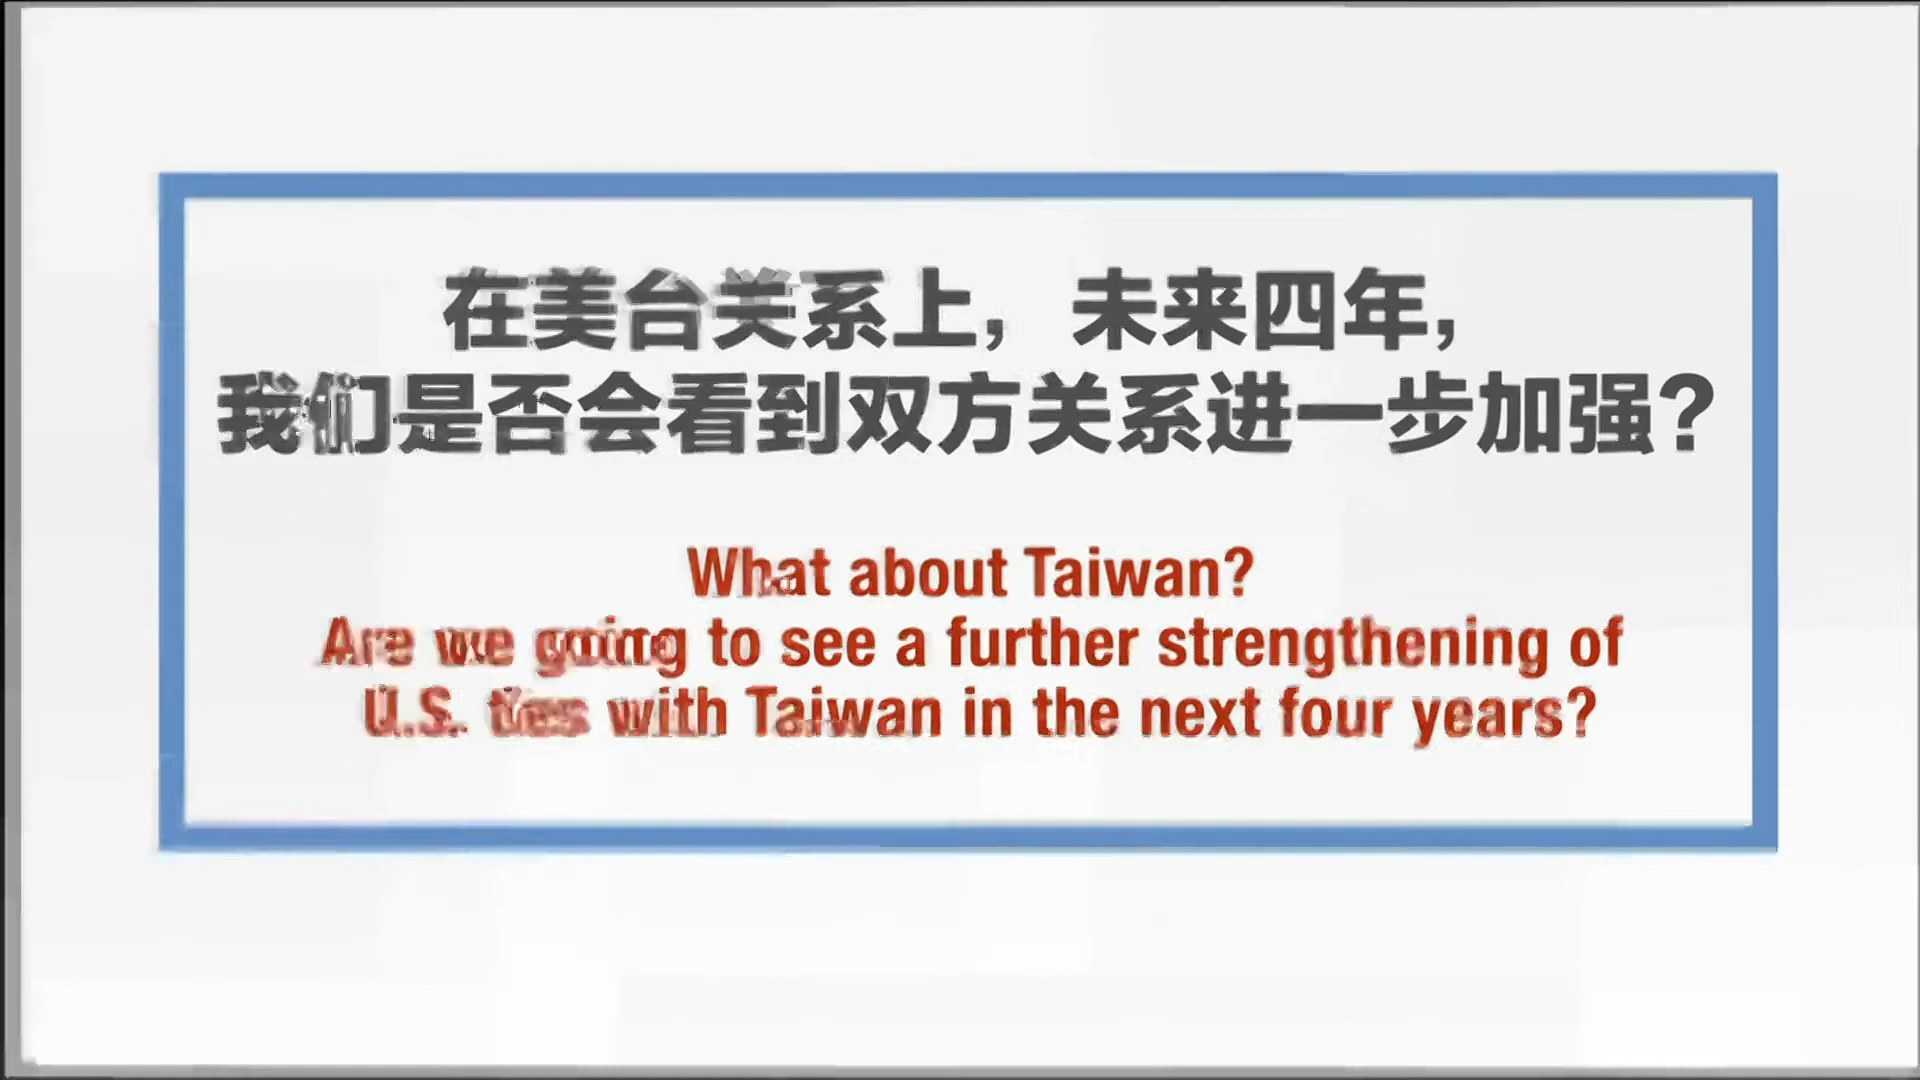 在美台关系上，未来四年，
我们是否会看到双方关系进一步加强？
What about Taiwan?
Are we going to see a further strengthening of
U.S. ties with Taiwan in the next four years?